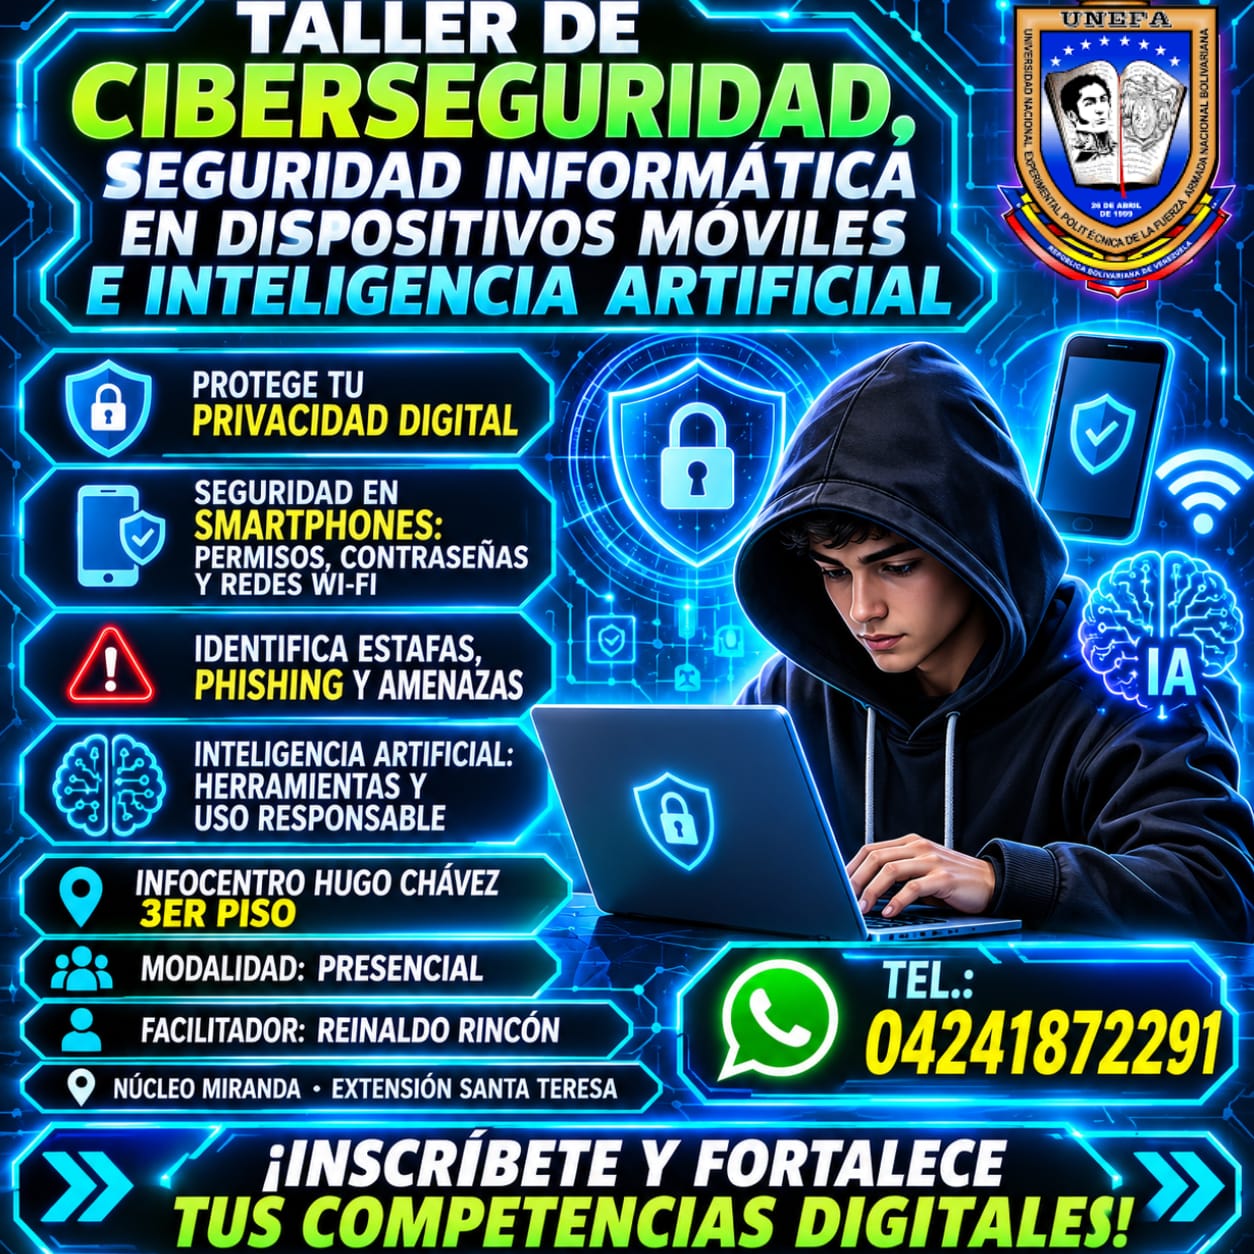 TALLER DE
CIBERSEGURIDAD,
SEGURIDAD INFORMÁTICA
EN DISPOSITIVOS MÓVILES
E INTELIGENCIA ARTIFICIAL
UNEFA
UNIVERSIDAD NACIONAL EXPERIMENTAL POLITÉCNICA DE LA FUERZA ARMADA NACIONAL BOLIVARIANA
26 DE ABRIL
DE 1999
REPÚBLICA BOLIVARIANA DE VENEZUELA
PROTEGE TU
PRIVACIDAD DIGITAL
SEGURIDAD EN
SMARTPHONES:
PERMISOS, CONTRASEÑAS
Y REDES WI-FI
IDENTIFICA ESTAFAS,
PHISHING Y AMENAZAS
INTELIGENCIA ARTIFICIAL:
HERRAMIENTAS Y
USO RESPONSABLE
IA
INFOCENTRO HUGO CHÁVEZ
3ER PISO
MODALIDAD: PRESENCIAL
FACILITADOR: REINALDO RINCÓN
NÚCLEO MIRANDA • EXTENSIÓN SANTA TERESA
TEL.:
04241872291
¡INSCRÍBETE Y FORTALECE
TUS COMPETENCIAS DIGITALES!